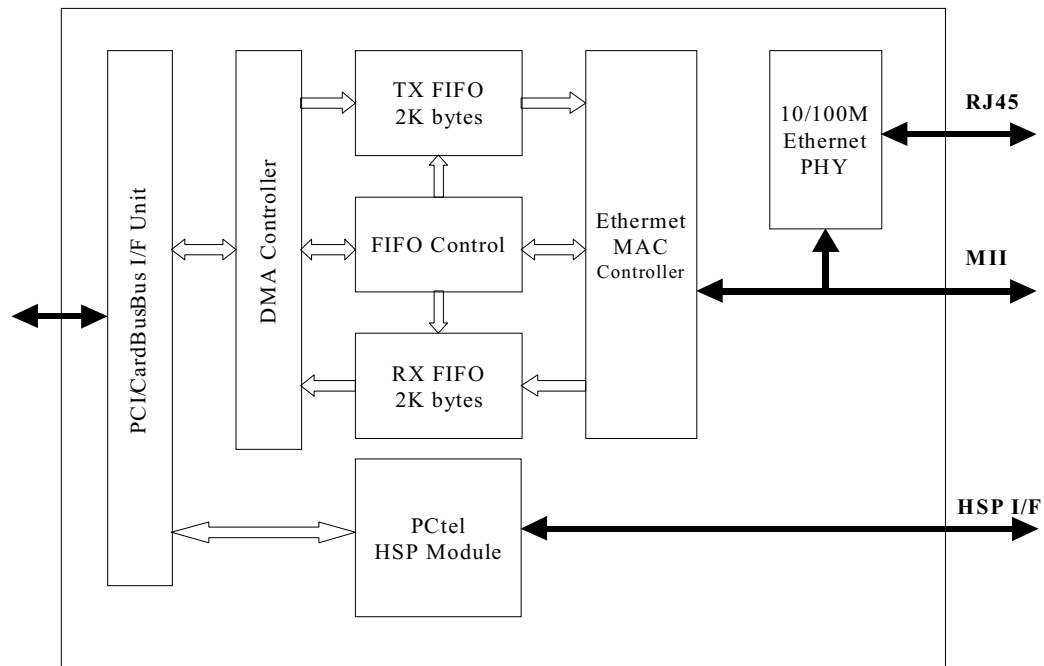 PCI/CardBusBus I/F Unit
DMA Controller
TX FIFO
2K bytes
FIFO Control
RX FIFO
2K bytes
Ethermet
MAC
Controller
10/100M
Ethernet
PHY
RJ45
MII
PCtel
HSP Module
HSP I/F